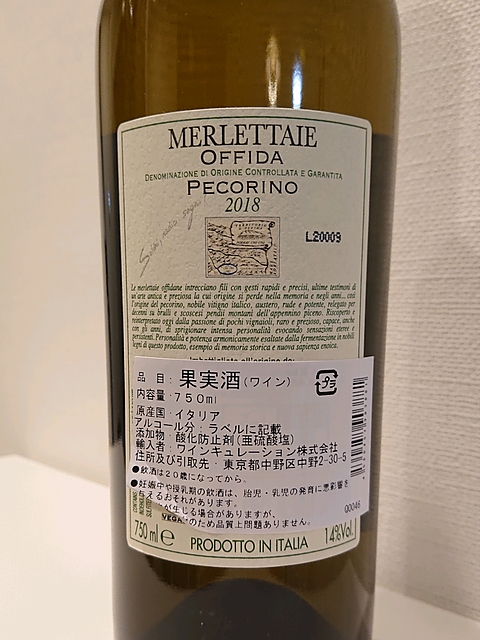 MERLETTAIE
OFFIDA
DENOMINAZIONE DI ORIGINE CONTROLLATA E GARANTITA
PECORINO
2018
L20009
Le merlettaie offidane intrecciano fili con gesti rapidi e precisi, ultime testimoni di
un'arte antica e preziosa la cui origine si perde nella memoria e negli anni... così
l'origine del pecorino, nobile vitigno italico, austero, rude e potente, relegato per
decenni su brulli e scoscesi pendii montani dell'appennino piceno. Riscoperto e
reinterpretato oggi dalla passione di pochi vignaioli, raro e prezioso, capace, anche
con gli anni, di sprigionare intensa personalità evocando sensazioni eteree e
persistenti. Personalità e potenza armonicamente esaltate dalla fermentazione in nobili
legni di questo prodotto, esempio di memoria storica e nuova sapienza enoica.
Imbottigliato all'origine da:
品 目:果実酒(ワイン)
プラ
内容量 750ml
原産国:イタリア
アルコール分:ラベルに記載
添加物:酸化防止剤(亜硫酸塩)
輸入者:ワインキュレーション株式会社
住所及び引取先:東京都中野区中野2-30-5
●飲酒は20歳になってから。
●妊娠中や授乳期の飲酒は、胎児・乳児の発育に悪影響を
与えるおそれがあります。
が生じる場合がありますが、
のため品質上問題ありません。
00046
VEGA
750 ml e
PRODOTTO IN ITALIA
14%Vol.